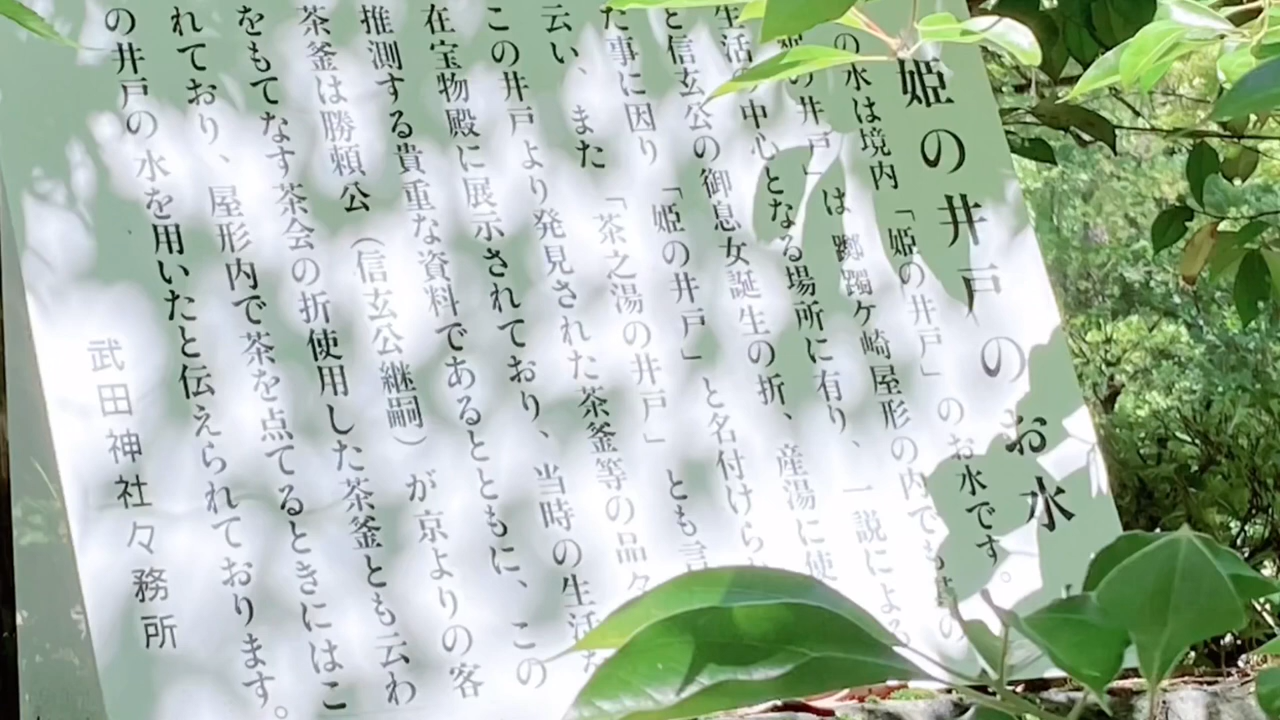 姫の井戸のお水
の水は境内「姫の井戸」のお水です。
の井戸」は躑躅ケ崎屋形の内でも
生活の中心となる場所に有り、一説による
と信玄公の御息女誕生の折、産湯に使
た事に因り「姫の井戸」と名付けら
云い、また「茶之湯の井戸」とも言
この井戸より発見された茶釜等の品々
在宝物殿に展示されており、当時の生活
推測する貴重な資料であるとともに、この
茶釜は勝頼公（信玄公継嗣）が京よりの客
をもてなす茶会の折使用した茶釜とも云わ
れており、屋形内で茶を点てるときにはこ
の井戸の水を用いたと伝えられております。
武田神社々務所